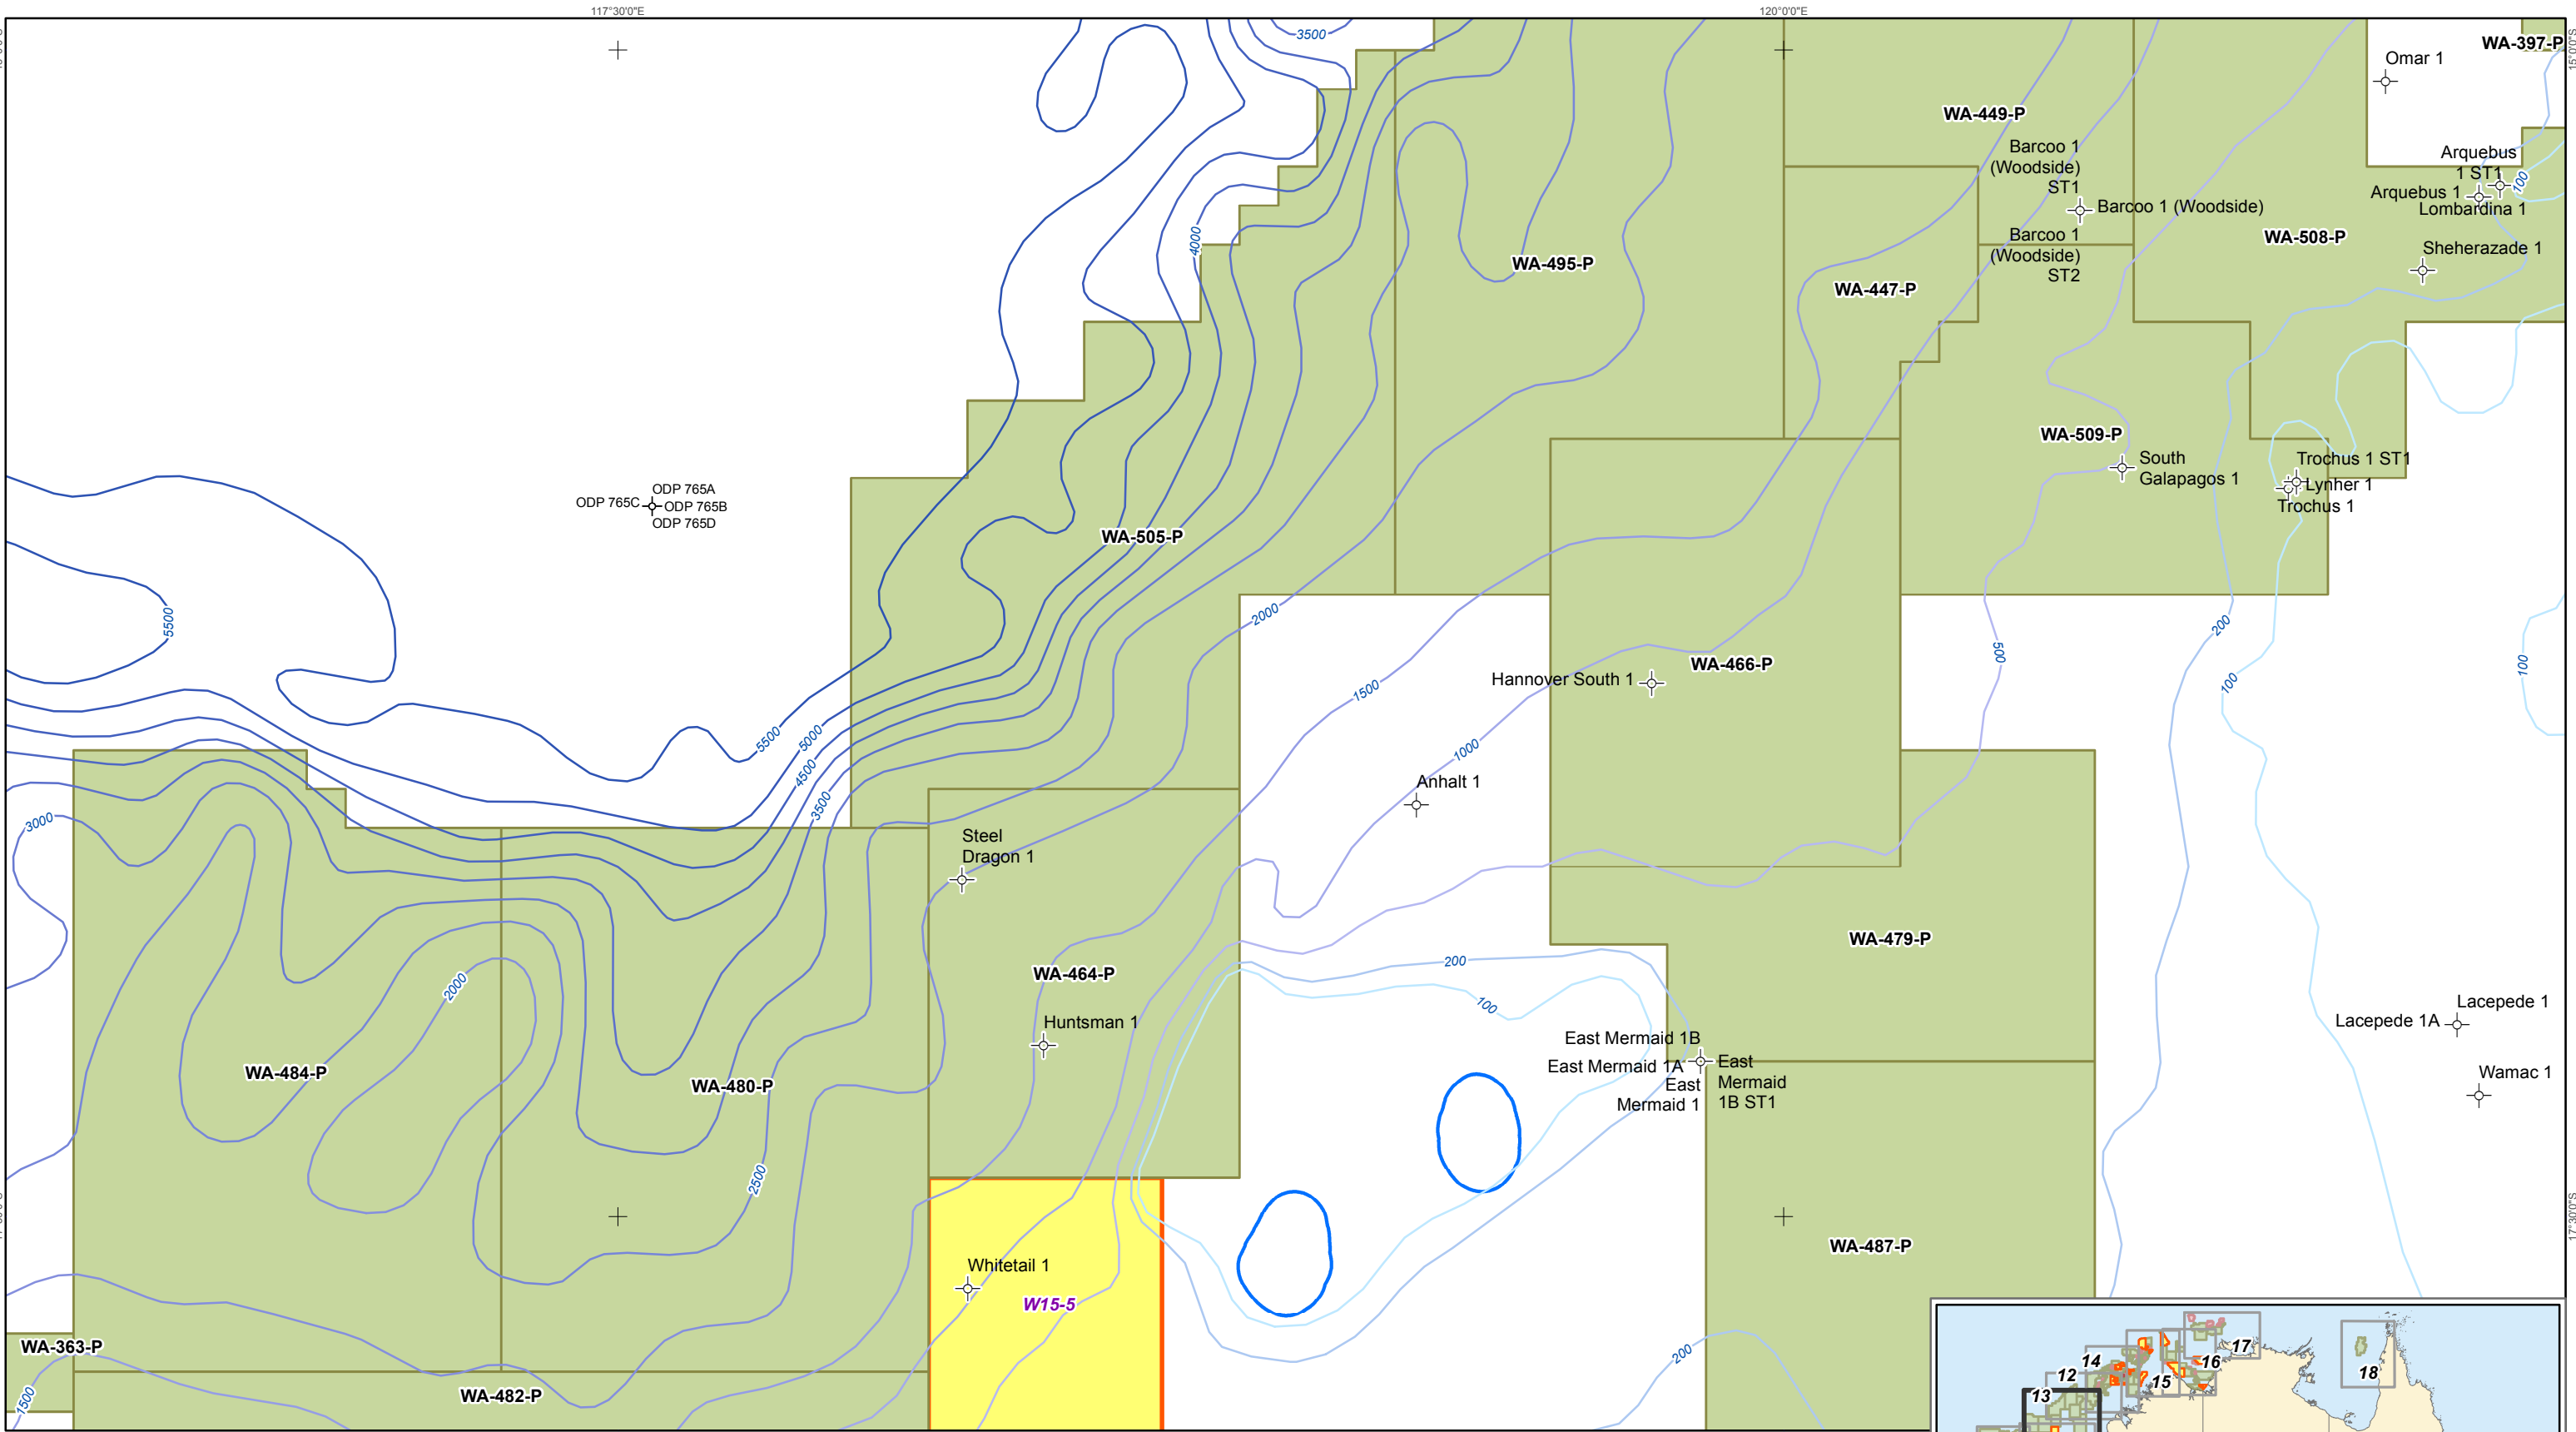 117°30'0"E
120°0'0"E
3500
WA-397-P
15°0'0"S
Omar 1
WA-449-P
Barcoo 1
(Woodside)
ST1
Barcoo 1 (Woodside)
Arquebus
1 ST1
Arquebus 1
Lombardina 1
100
4000
Barcoo 1
(Woodside)
ST2
WA-508-P
Sheherazade 1
WA-495-P
WA-447-P
WA-509-P
South
Galapagos 1
Trochus 1 ST1
Lynher 1
Trochus 1
ODP 765A
ODP 765C
ODP 765B
ODP 765D
WA-505-P
5500
2000
200
500
100
100
WA-466-P
Hannover South 1
1500
5500
5000
1000
4500
3500
Anhalt 1
3000
Steel
Dragon 1
WA-479-P
200
2000
WA-464-P
100
Lacepede 1
Lacepede 1A
Huntsman 1
East Mermaid 1B
East Mermaid 1A
East
Mermaid 1
East
Mermaid
1B ST1
WA-484-P
WA-480-P
Wamac 1
2500
17°30'0"S
WA-487-P
Whitetail 1
W15-5
WA-363-P
200
WA-482-P
1500
17
14
16
12
15
18
13